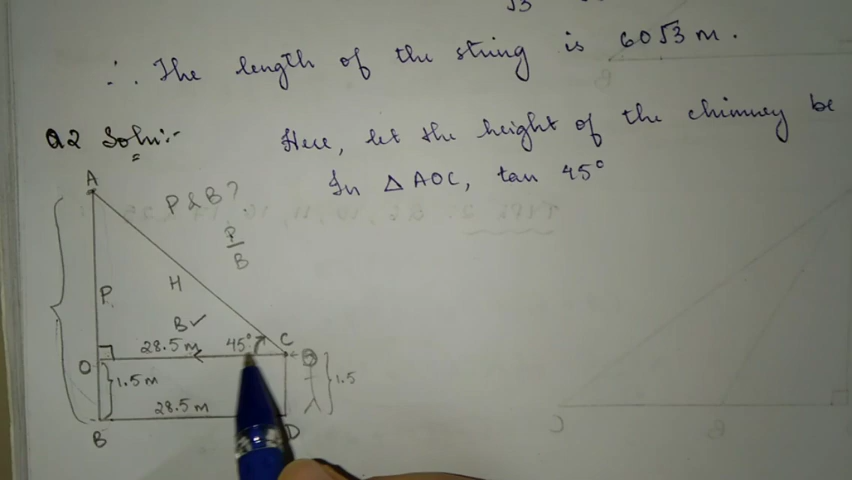 √3
∴ The length of the string is 60√3 m.
B
Q2 Soln:- Here, let the height of the chimney be
In △AOC, tan 45°
A
P & B?
P/B
H
P
B✓
28.5 m 45° C
O
1.5 m
1.5
28.5 m
B D